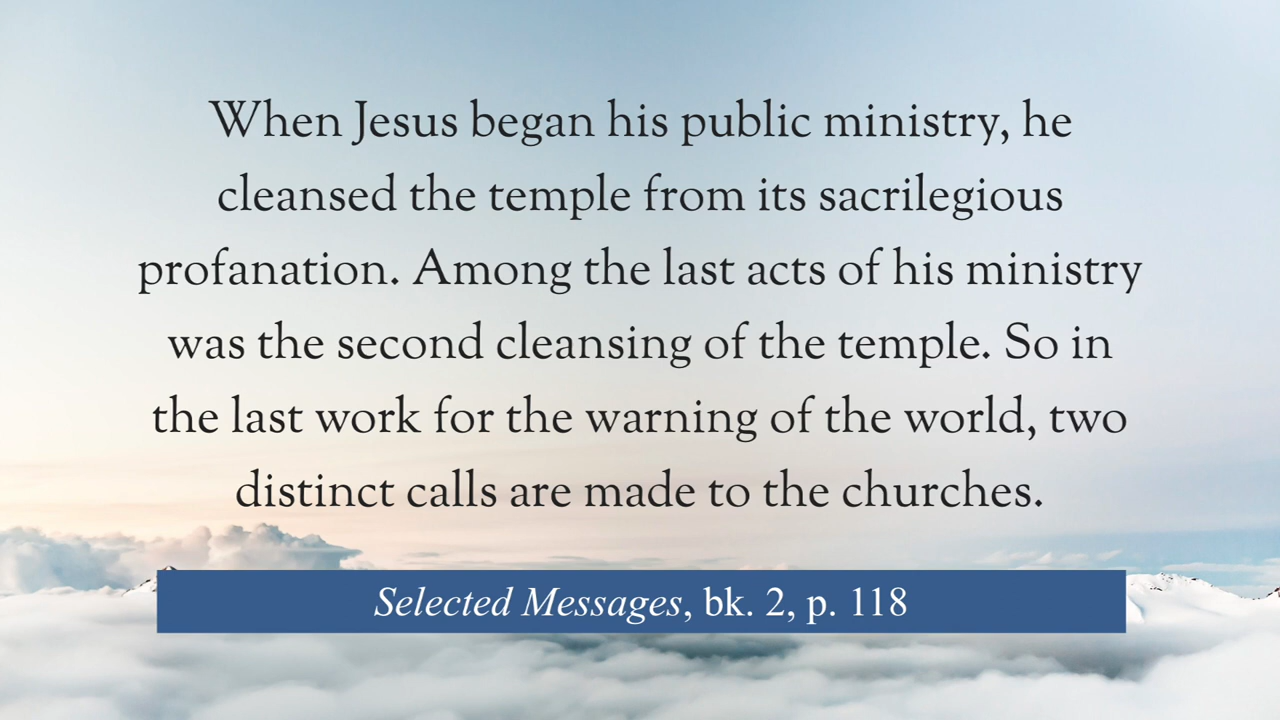 When Jesus began his public ministry, he
cleansed the temple from its sacrilegious
profanation. Among the last acts of his ministry
was the second cleansing of the temple. So in
the last work for the warning of the world, two
distinct calls are made to the churches.
Selected Messages, bk. 2, p. 118